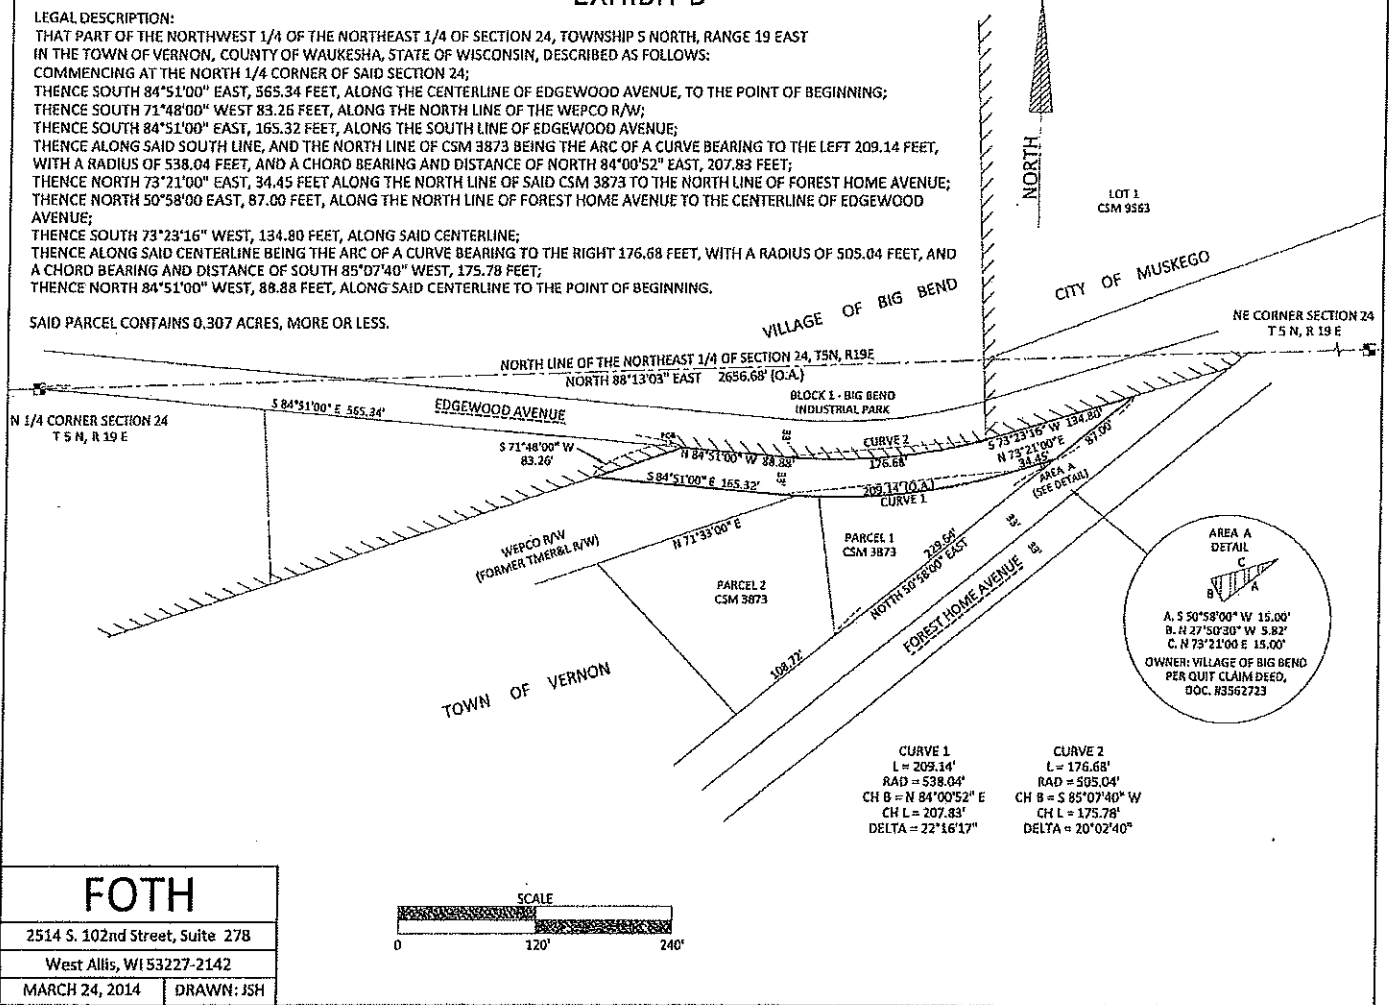 EXHIBIT B
LEGAL DESCRIPTION:
THAT PART OF THE NORTHWEST 1/4 OF THE NORTHEAST 1/4 OF SECTION 24, TOWNSHIP 5 NORTH, RANGE 19 EAST
IN THE TOWN OF VERNON, COUNTY OF WAUKESHA, STATE OF WISCONSIN, DESCRIBED AS FOLLOWS:
COMMENCING AT THE NORTH 1/4 CORNER OF SAID SECTION 24;
THENCE SOUTH 84°51'00" EAST, 565.34 FEET, ALONG THE CENTERLINE OF EDGEWOOD AVENUE, TO THE POINT OF BEGINNING;
THENCE SOUTH 71°48'00" WEST 83.26 FEET, ALONG THE NORTH LINE OF THE WEPCO R/W;
THENCE SOUTH 84°51'00" EAST, 165.32 FEET, ALONG THE SOUTH LINE OF EDGEWOOD AVENUE;
THENCE ALONG SAID SOUTH LINE, AND THE NORTH LINE OF CSM 3873 BEING THE ARC OF A CURVE BEARING TO THE LEFT 209.14 FEET,
WITH A RADIUS OF 538.04 FEET, AND A CHORD BEARING AND DISTANCE OF NORTH 84°00'52" EAST, 207.83 FEET;
THENCE NORTH 73°21'00" EAST, 34.45 FEET ALONG THE NORTH LINE OF SAID CSM 3873 TO THE NORTH LINE OF FOREST HOME AVENUE;
THENCE NORTH 50°58'00 EAST, 87.00 FEET, ALONG THE NORTH LINE OF FOREST HOME AVENUE TO THE CENTERLINE OF EDGEWOOD
AVENUE;
THENCE SOUTH 73°23'16" WEST, 134.80 FEET, ALONG SAID CENTERLINE;
THENCE ALONG SAID CENTERLINE BEING THE ARC OF A CURVE BEARING TO THE RIGHT 176.68 FEET, WITH A RADIUS OF 505.04 FEET, AND
A CHORD BEARING AND DISTANCE OF SOUTH 85°07'40" WEST, 175.78 FEET;
THENCE NORTH 84°51'00" WEST, 88.88 FEET, ALONG SAID CENTERLINE TO THE POINT OF BEGINNING.
SAID PARCEL CONTAINS 0.307 ACRES, MORE OR LESS.
NORTH
LOT 1
CSM 9563
CITY OF MUSKEGO
VILLAGE OF BIG BEND
NE CORNER SECTION 24
T 5 N, R 19 E
NORTH LINE OF THE NORTHEAST 1/4 OF SECTION 24, T5N, R19E
NORTH 88°13'03" EAST 2656.68' (O.A.)
N 1/4 CORNER SECTION 24
T 5 N, R 19 E
S 84°51'00" E 565.34'
EDGEWOOD AVENUE
BLOCK 1 - BIG BEND
INDUSTRIAL PARK
POB
S 71°48'00" W
83.26'
N 84°51'00" W 88.88'
33'
33'
CURVE 2
176.68'
S 73°23'16" W 134.80'
N 73°21'00"E
34.45'
87.00'
S 84°51'00" E 165.32'
209.14'(O.A.)
CURVE 1
AREA A
(SEE DETAIL)
WEPCO R/W
(FORMER TMER&L R/W)
N 71°33'00" E
PARCEL 1
CSM 3873
PARCEL 2
CSM 3873
229.64'
NOTTH 50°58'00" EAST
33'
FOREST HOME AVENUE
108.72'
TOWN OF VERNON
AREA A
DETAIL
C
B
A
A. S 50°58'00" W 15.00'
B. N 27°50'30" W 5.82'
C. N 73°21'00 E 15.00'
OWNER: VILLAGE OF BIG BEND
PER QUIT CLAIM DEED,
DOC. #3562723
CURVE 1
L = 209.14'
RAD = 538.04'
CH B = N 84°00'52" E
CH L = 207.83'
DELTA = 22°16'17"
CURVE 2
L = 176.68'
RAD = 505.04'
CH B = S 85°07'40" W
CH L = 175.78'
DELTA = 20°02'40"
FOTH
2514 S. 102nd Street, Suite 278
West Allis, WI 53227-2142
MARCH 24, 2014 DRAWN: JSH
SCALE
0 120' 240'